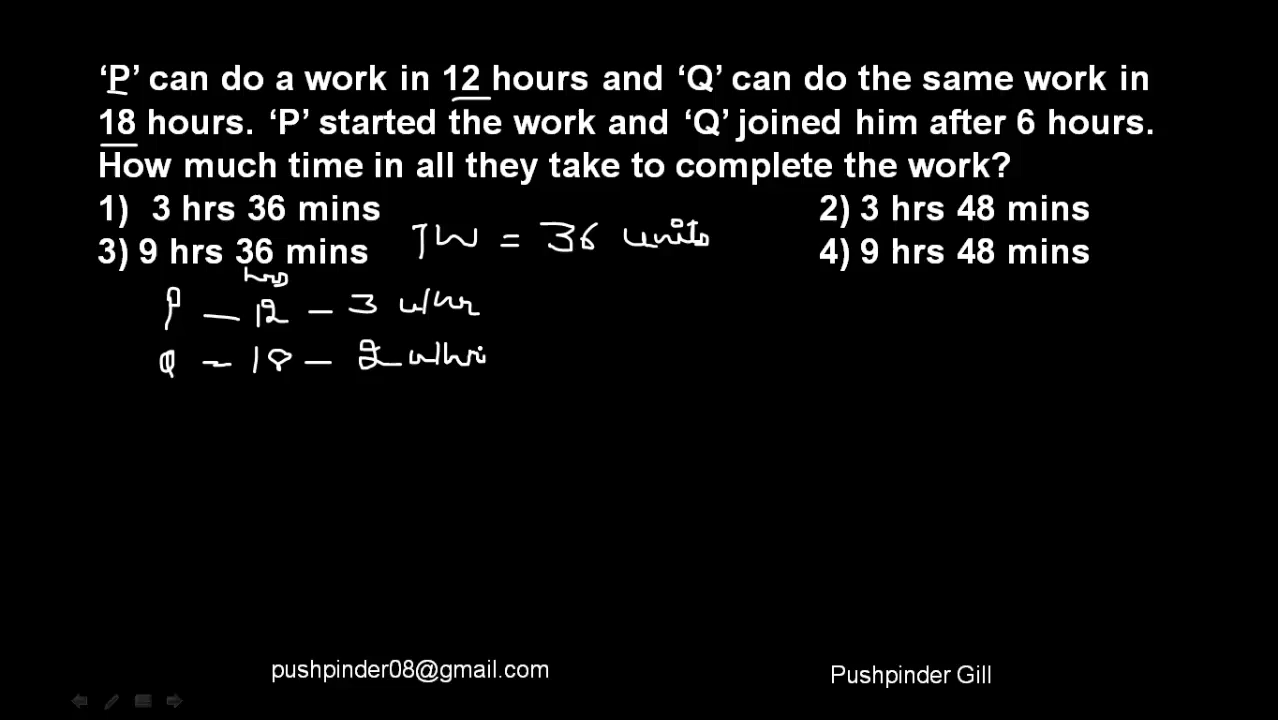 ‘P’ can do a work in 12 hours and ‘Q’ can do the same work in
18 hours. ‘P’ started the work and ‘Q’ joined him after 6 hours.
How much time in all they take to complete the work?
1) 3 hrs 36 mins 2) 3 hrs 48 mins
3) 9 hrs 36 mins 4) 9 hrs 48 mins
TW = 36 units
hrs
P - 12 - 3 u/hr
Q - 18 - 2 u/hr
pushpinder08@gmail.com Pushpinder Gill